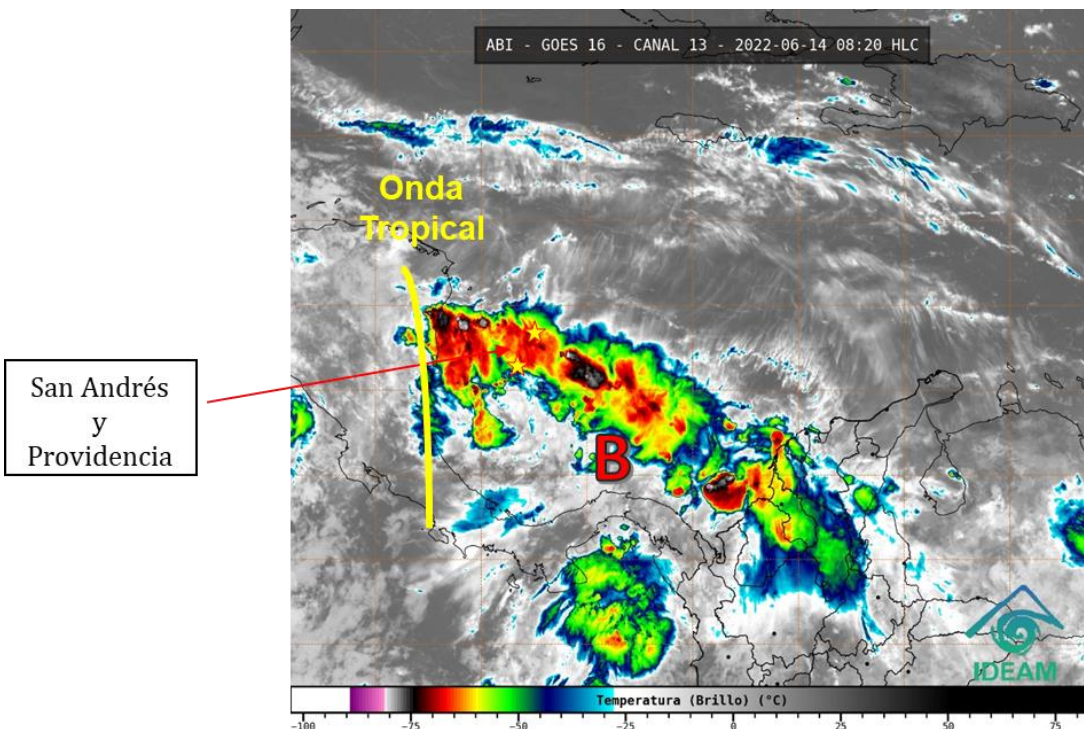 ABI - GOES 16 - CANAL 13 - 2022-06-14 08:20 HLC
Onda
Tropical
San Andrés
y
Providencia
B
IDEAM
Temperatura (Brillo) (°C)
-100 -75 -50 -25 0 25 50 75